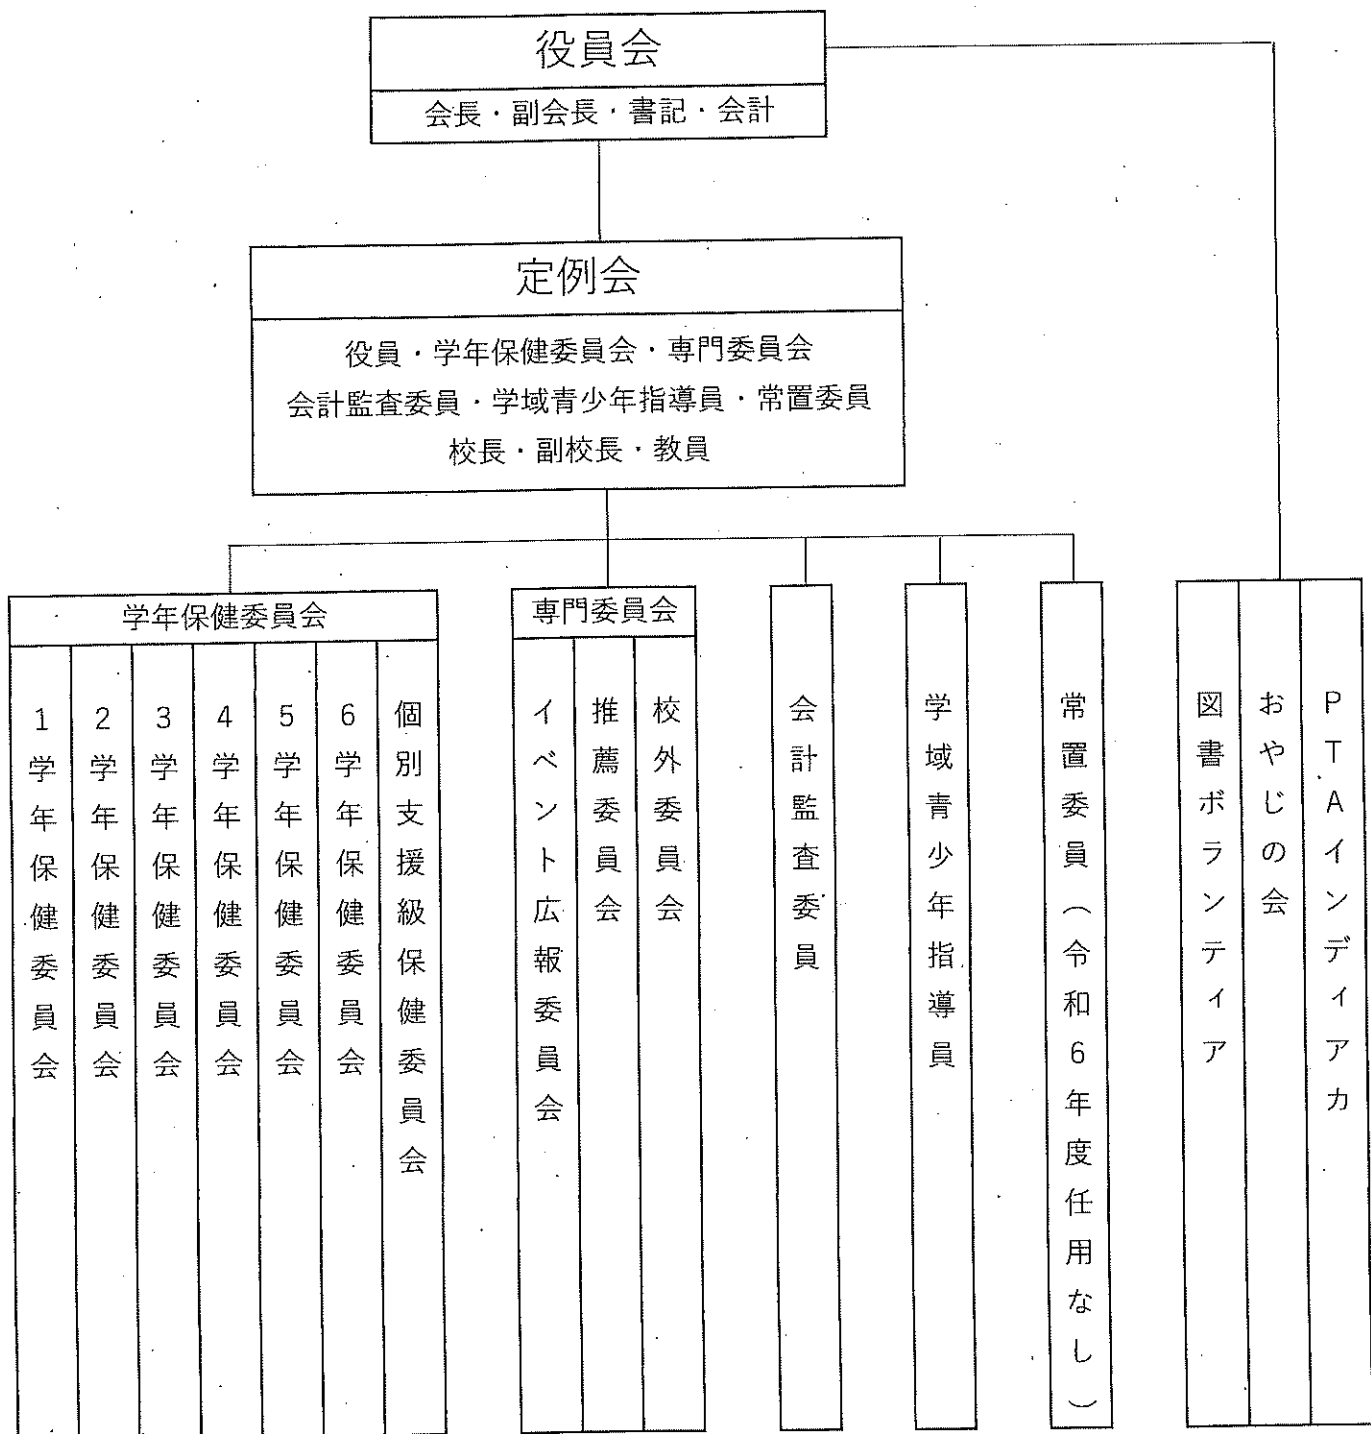 役員会
会長・副会長・書記・会計
定例会
役員・学年保健委員会・専門委員会
会計監査委員・学域青少年指導員・常置委員
校長・副校長・教員
学年保健委員会
1学年保健委員会
2学年保健委員会
3学年保健委員会
4学年保健委員会
5学年保健委員会
6学年保健委員会
個別支援級保健委員会
専門委員会
イベント広報委員会
推薦委員会
校外委員会
会計監査委員
学域青少年指導員
常置委員（令和6年度任用なし）
図書ボランティア
おやじの会
PTAインディアカ